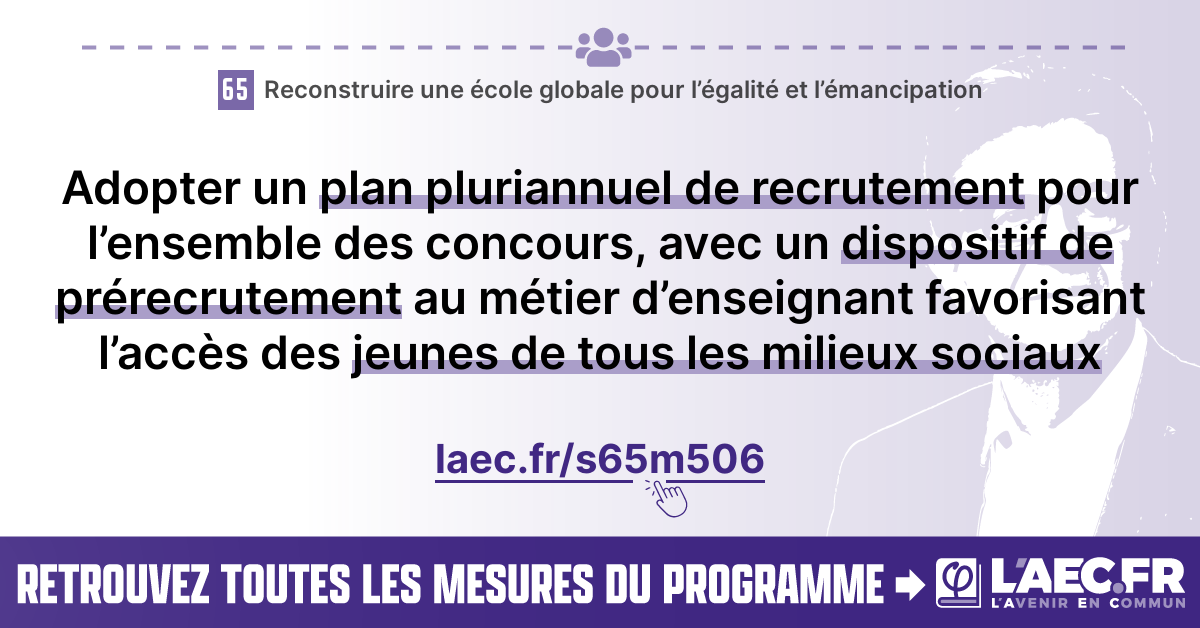 65 Reconstruire une école globale pour l’égalité et l’émancipation
Adopter un plan pluriannuel de recrutement pour
l’ensemble des concours, avec un dispositif de
prérecrutement au métier d’enseignant favorisant
l’accès des jeunes de tous les milieux sociaux
laec.fr/s65m506
RETROUVEZ TOUTES LES MESURES DU PROGRAMME
φ L'AEC.FR
L'AVENIR EN COMMUN